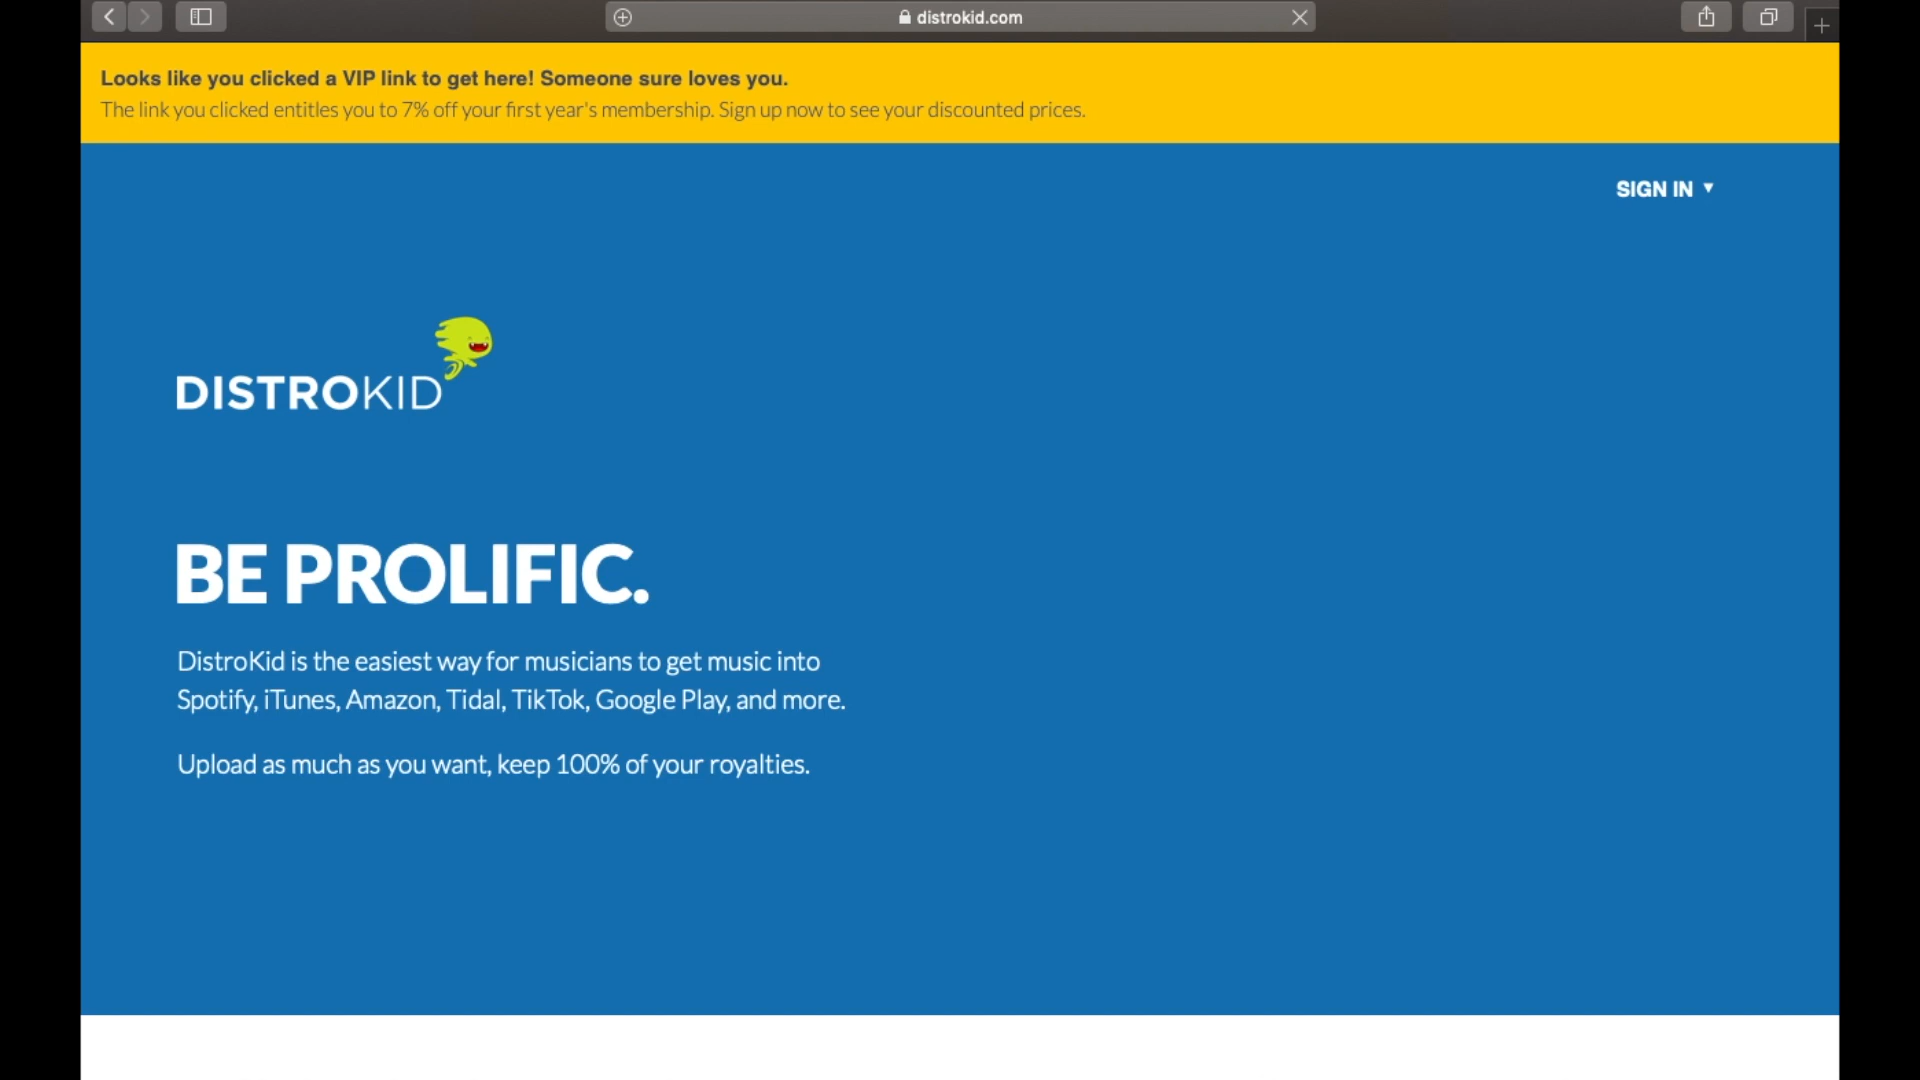 distrokid.com
Looks like you clicked a VIP link to get here! Someone sure loves you.
The link you clicked entitles you to 7% off your first year's membership. Sign up now to see your discounted prices.
SIGN IN ▼
DISTROKID
BE PROLIFIC.
DistroKid is the easiest way for musicians to get music into
Spotify, iTunes, Amazon, Tidal, TikTok, Google Play, and more.
Upload as much as you want, keep 100% of your royalties.